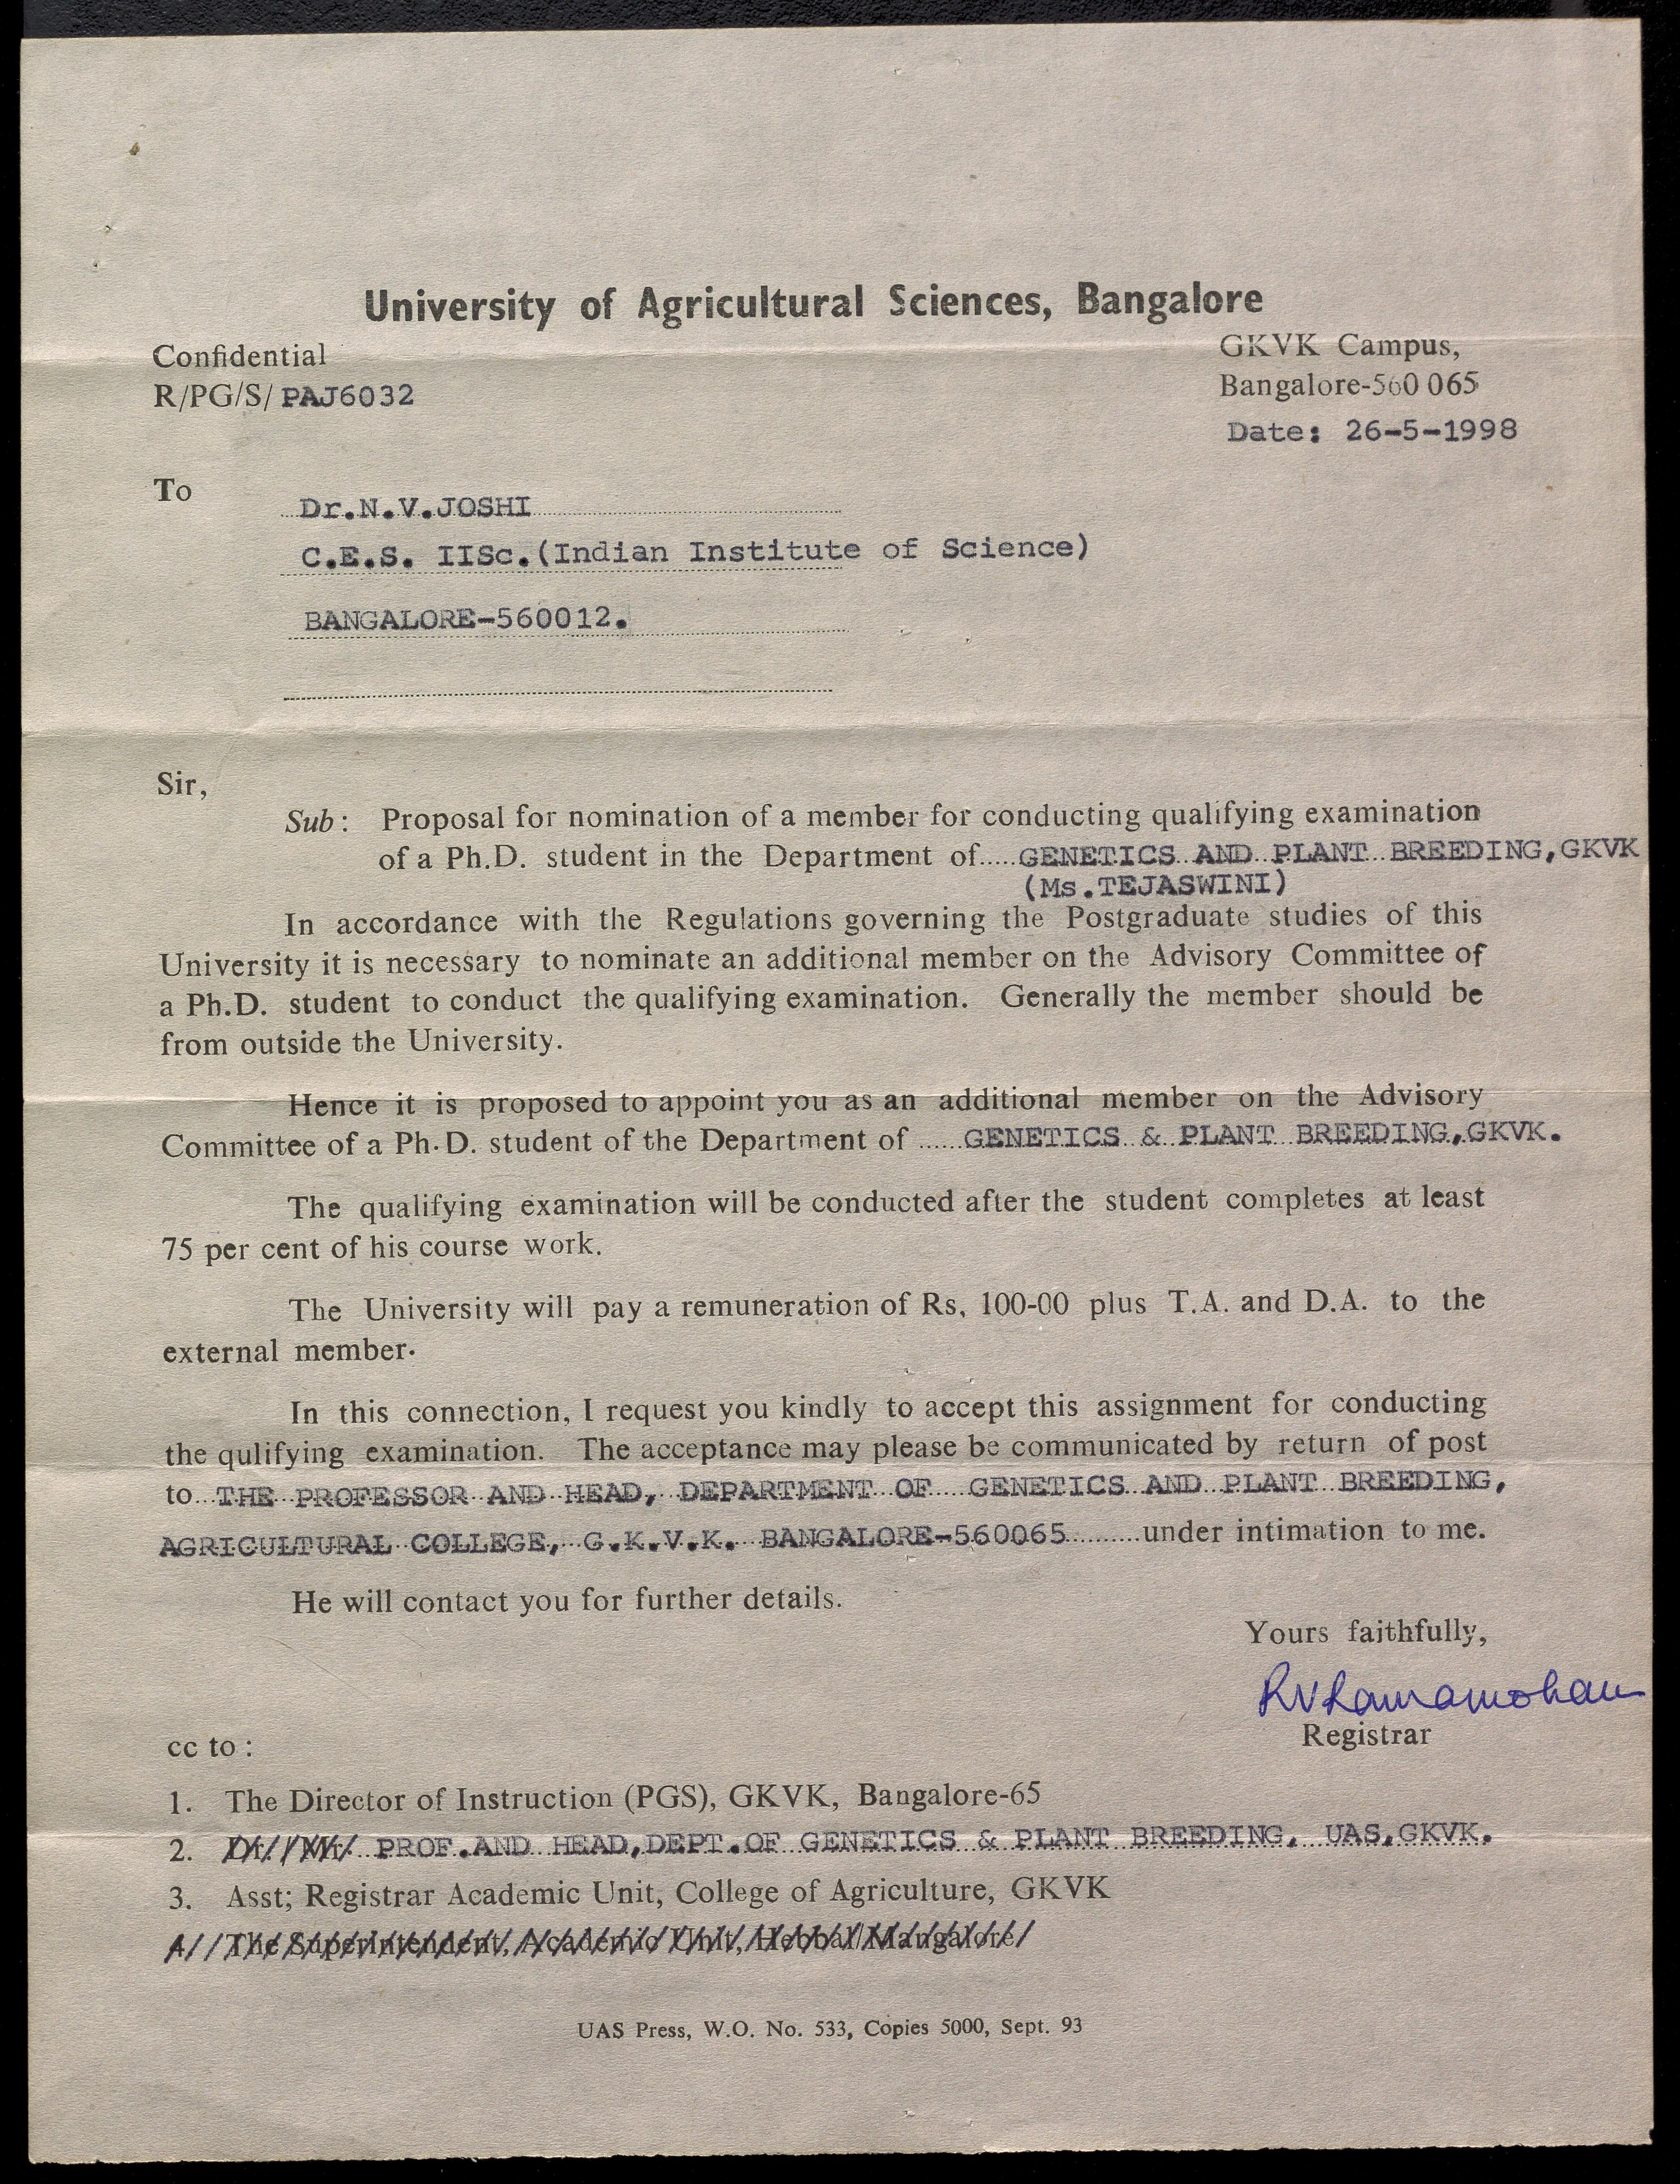 University of Agricultural Sciences, Bangalore
Confidential
R/PG/S/ PAJ6032
GKVK Campus,
Bangalore-560 065
Date: 26-5-1998
To
Dr.N.V.JOSHI
C.E.S. IISc.(Indian Institute of Science)
BANGALORE-560012.
Sir,
Sub : Proposal for nomination of a member for conducting qualifying examination
of a Ph.D. student in the Department of.....GENETICS AND PLANT BREEDING,GKVK
(Ms.TEJASWINI)
In accordance with the Regulations governing the Postgraduate studies of this
University it is necessary to nominate an additional member on the Advisory Committee of
a Ph.D. student to conduct the qualifying examination. Generally the member should be
from outside the University.
Hence it is proposed to appoint you as an additional member on the Advisory
Committee of a Ph.D. student of the Department of .....GENETICS & PLANT BREEDING,GKVK.
The qualifying examination will be conducted after the student completes at least
75 per cent of his course work.
The University will pay a remuneration of Rs, 100-00 plus T.A. and D.A. to the
external member.
In this connection, I request you kindly to accept this assignment for conducting
the qulifying examination. The acceptance may please be communicated by return of post
to THE PROFESSOR AND HEAD, DEPARTMENT OF GENETICS AND PLANT BREEDING,
AGRICULTURAL COLLEGE, G.K.V.K. BANGALORE-560065.........under intimation to me.
He will contact you for further details.
Yours faithfully,
RVRamamohan
Registrar
cc to :
1. The Director of Instruction (PGS), GKVK, Bangalore-65
2. Dr./Mr. PROF.AND HEAD,DEPT.OF GENETICS & PLANT BREEDING, UAS,GKVK.
3. Asst; Registrar Academic Unit, College of Agriculture, GKVK
4. The Superintendent, Academic Unit, Hebbal/Mangalore
UAS Press, W.O. No. 533, Copies 5000, Sept. 93